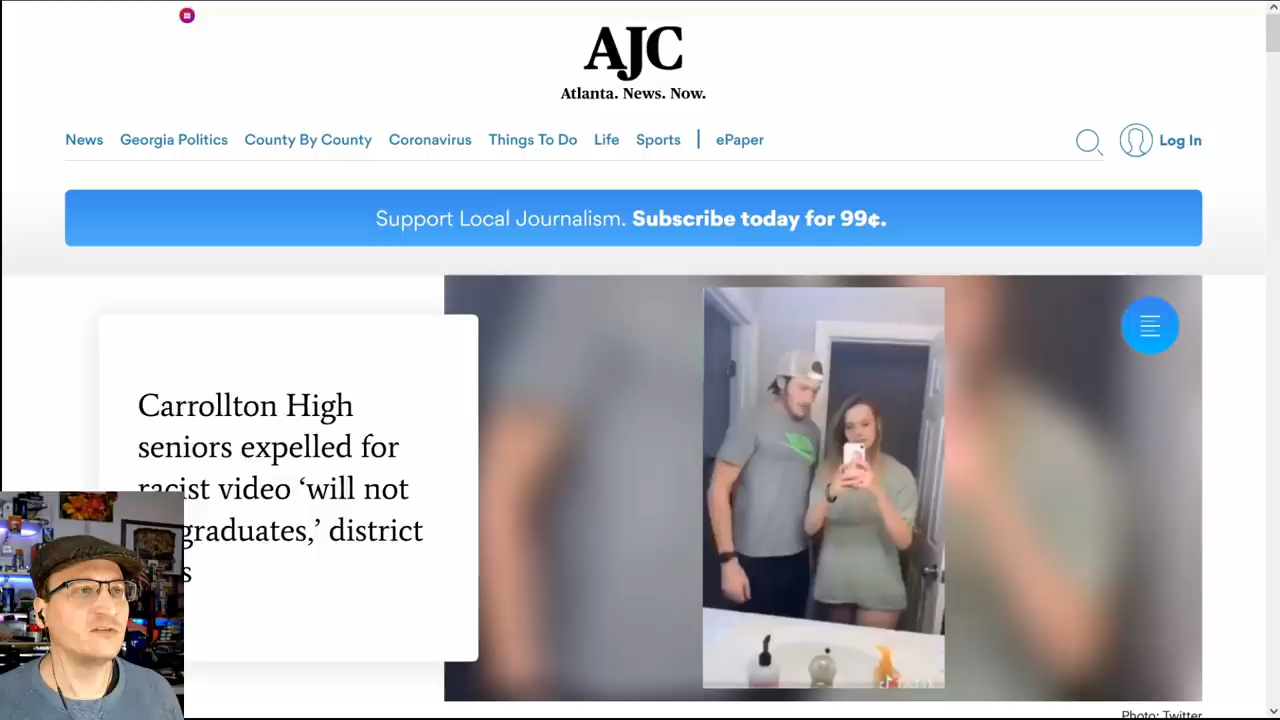 AJC
Atlanta. News. Now.
News Georgia Politics County By County Coronavirus Things To Do Life Sports | ePaper Log In
Support Local Journalism. Subscribe today for 99¢.
Carrollton High
seniors expelled for
racist video ‘will not
graduates,’ district
Photo: Twitter